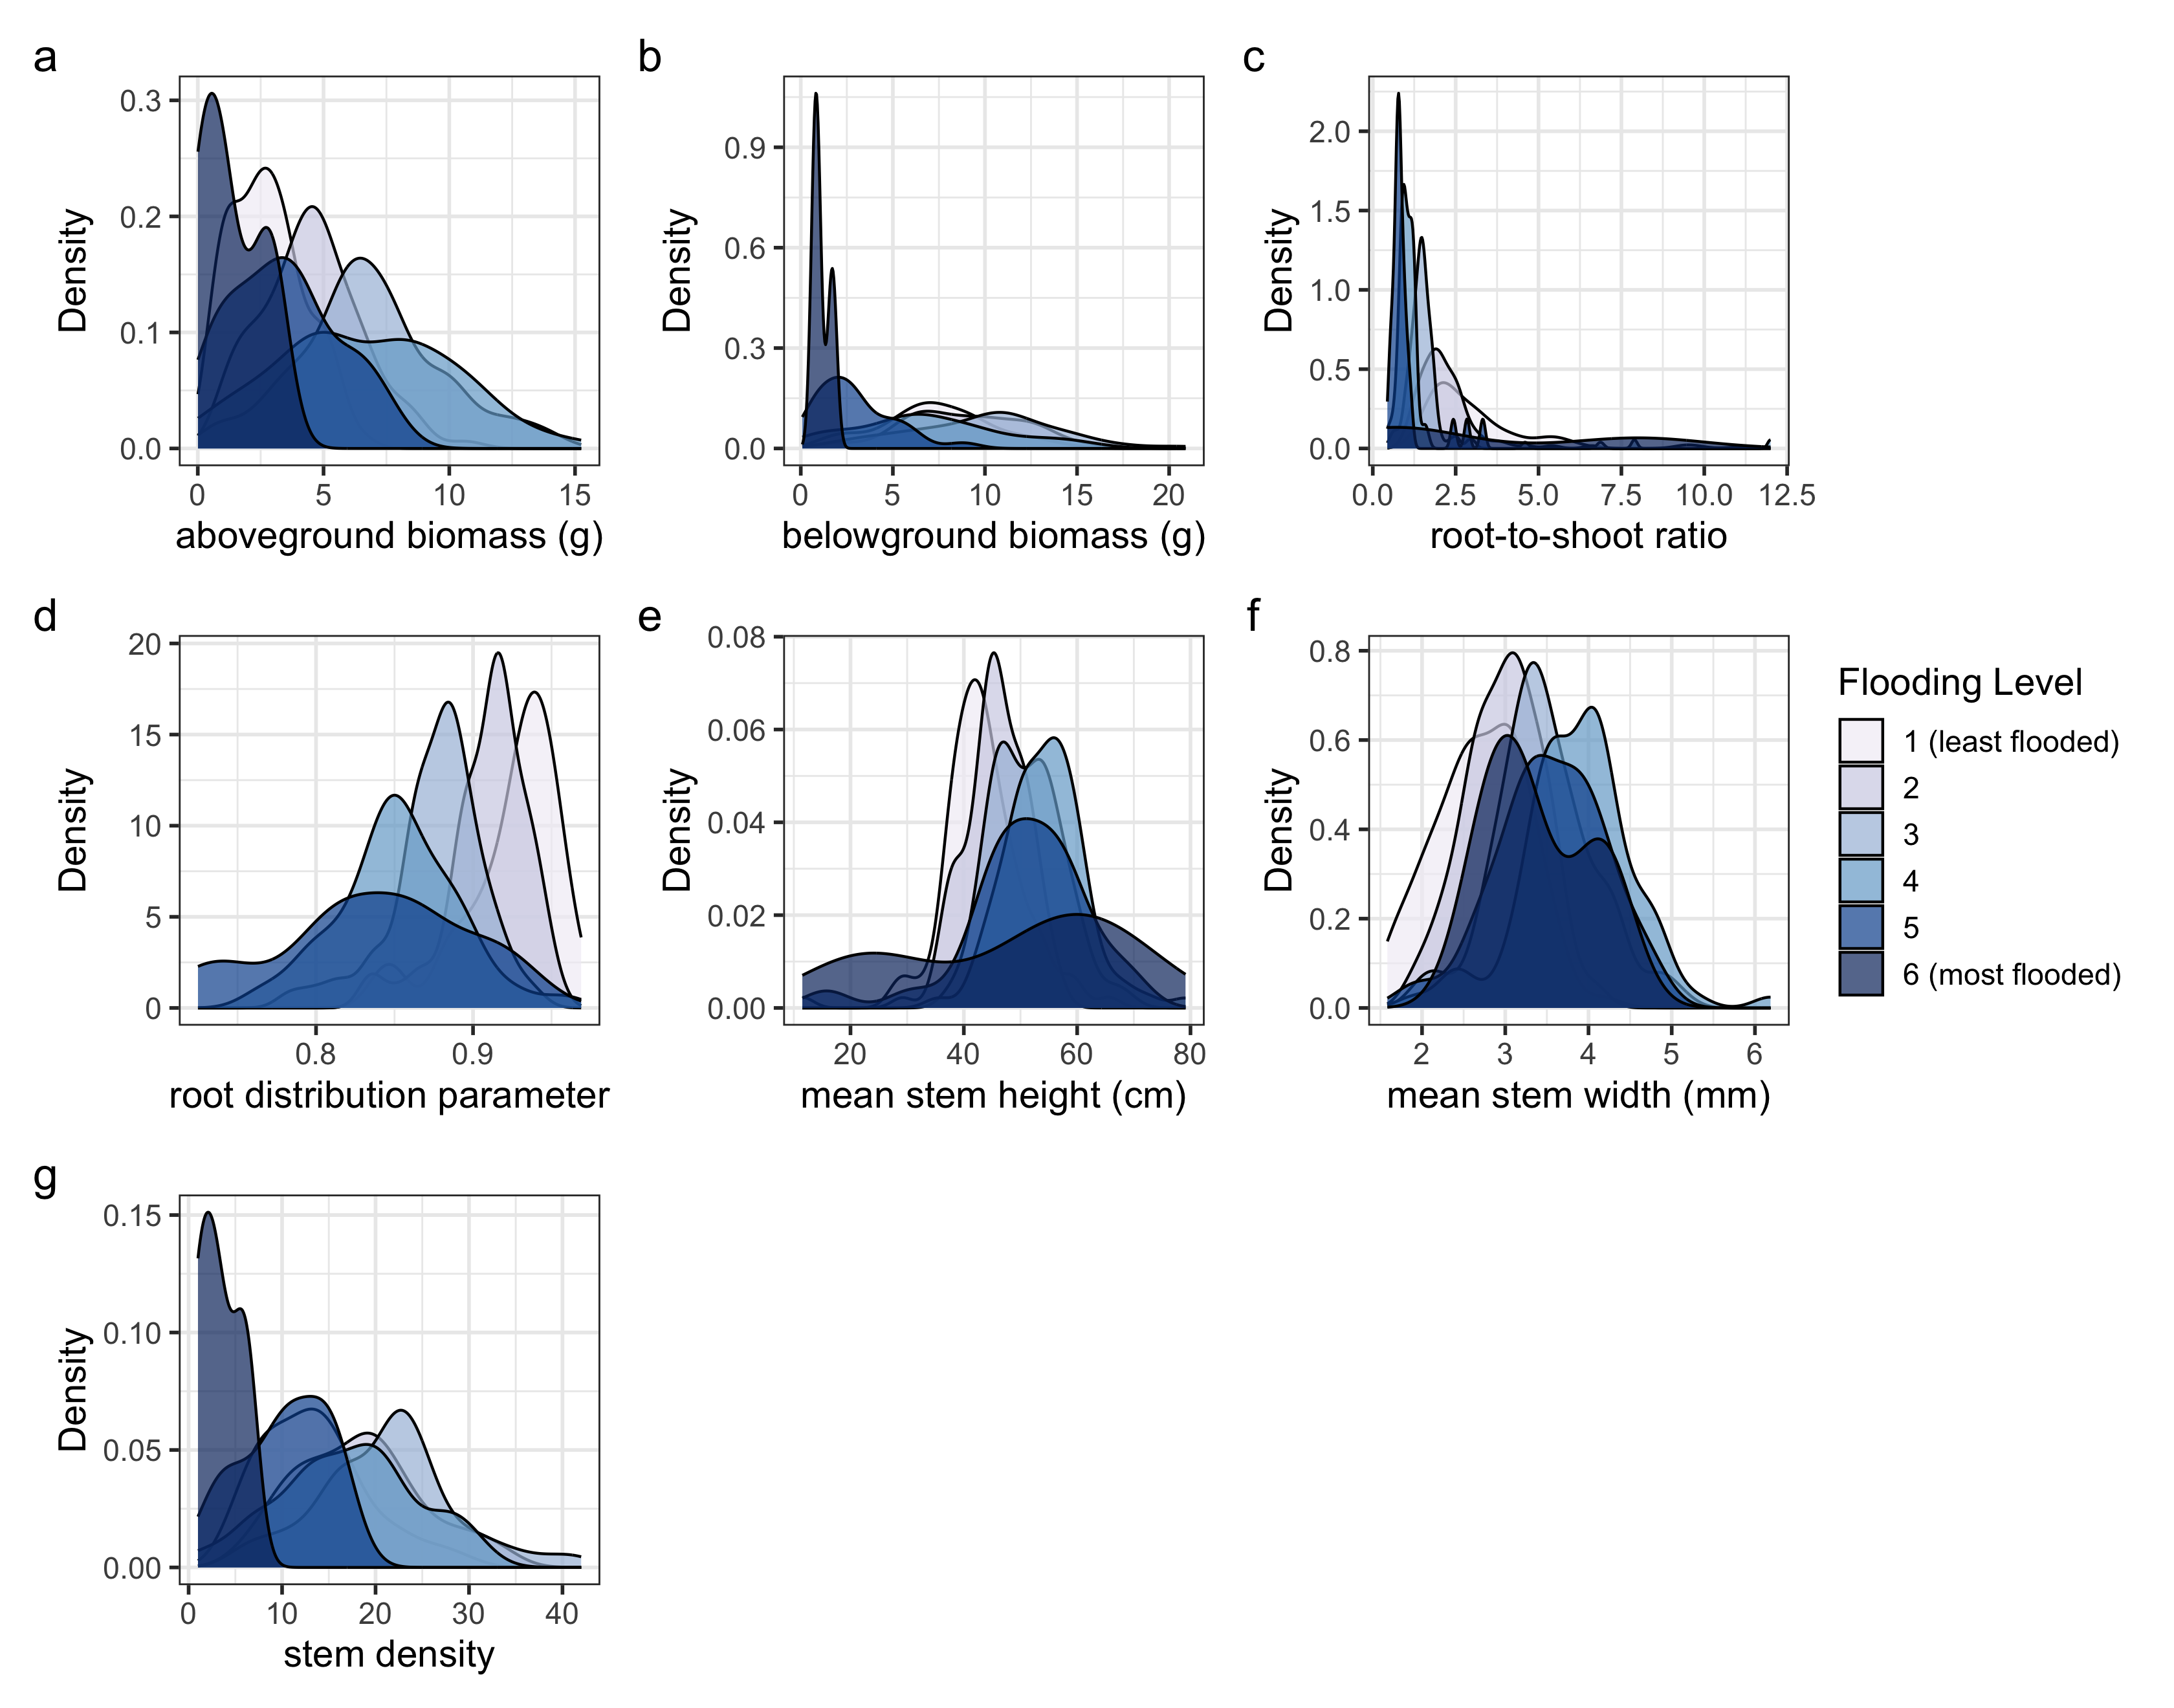 a
b
c
0.3
0.2
0.1
0.0
Density
0 5 10 15
aboveground biomass (g)
0.9
0.6
0.3
0.0
Density
0 5 10 15 20
belowground biomass (g)
2.0
1.5
1.0
0.5
0.0
Density
0.0 2.5 5.0 7.5 10.0 12.5
root-to-shoot ratio
d
e
f
20
15
10
5
0
Density
0.8 0.9
root distribution parameter
0.08
0.06
0.04
0.02
0.00
Density
20 40 60 80
mean stem height (cm)
0.8
0.6
0.4
0.2
0.0
Density
2 3 4 5 6
mean stem width (mm)
Flooding Level
1 (least flooded)
2
3
4
5
6 (most flooded)
g
0.15
0.10
0.05
0.00
Density
0 10 20 30 40
stem density